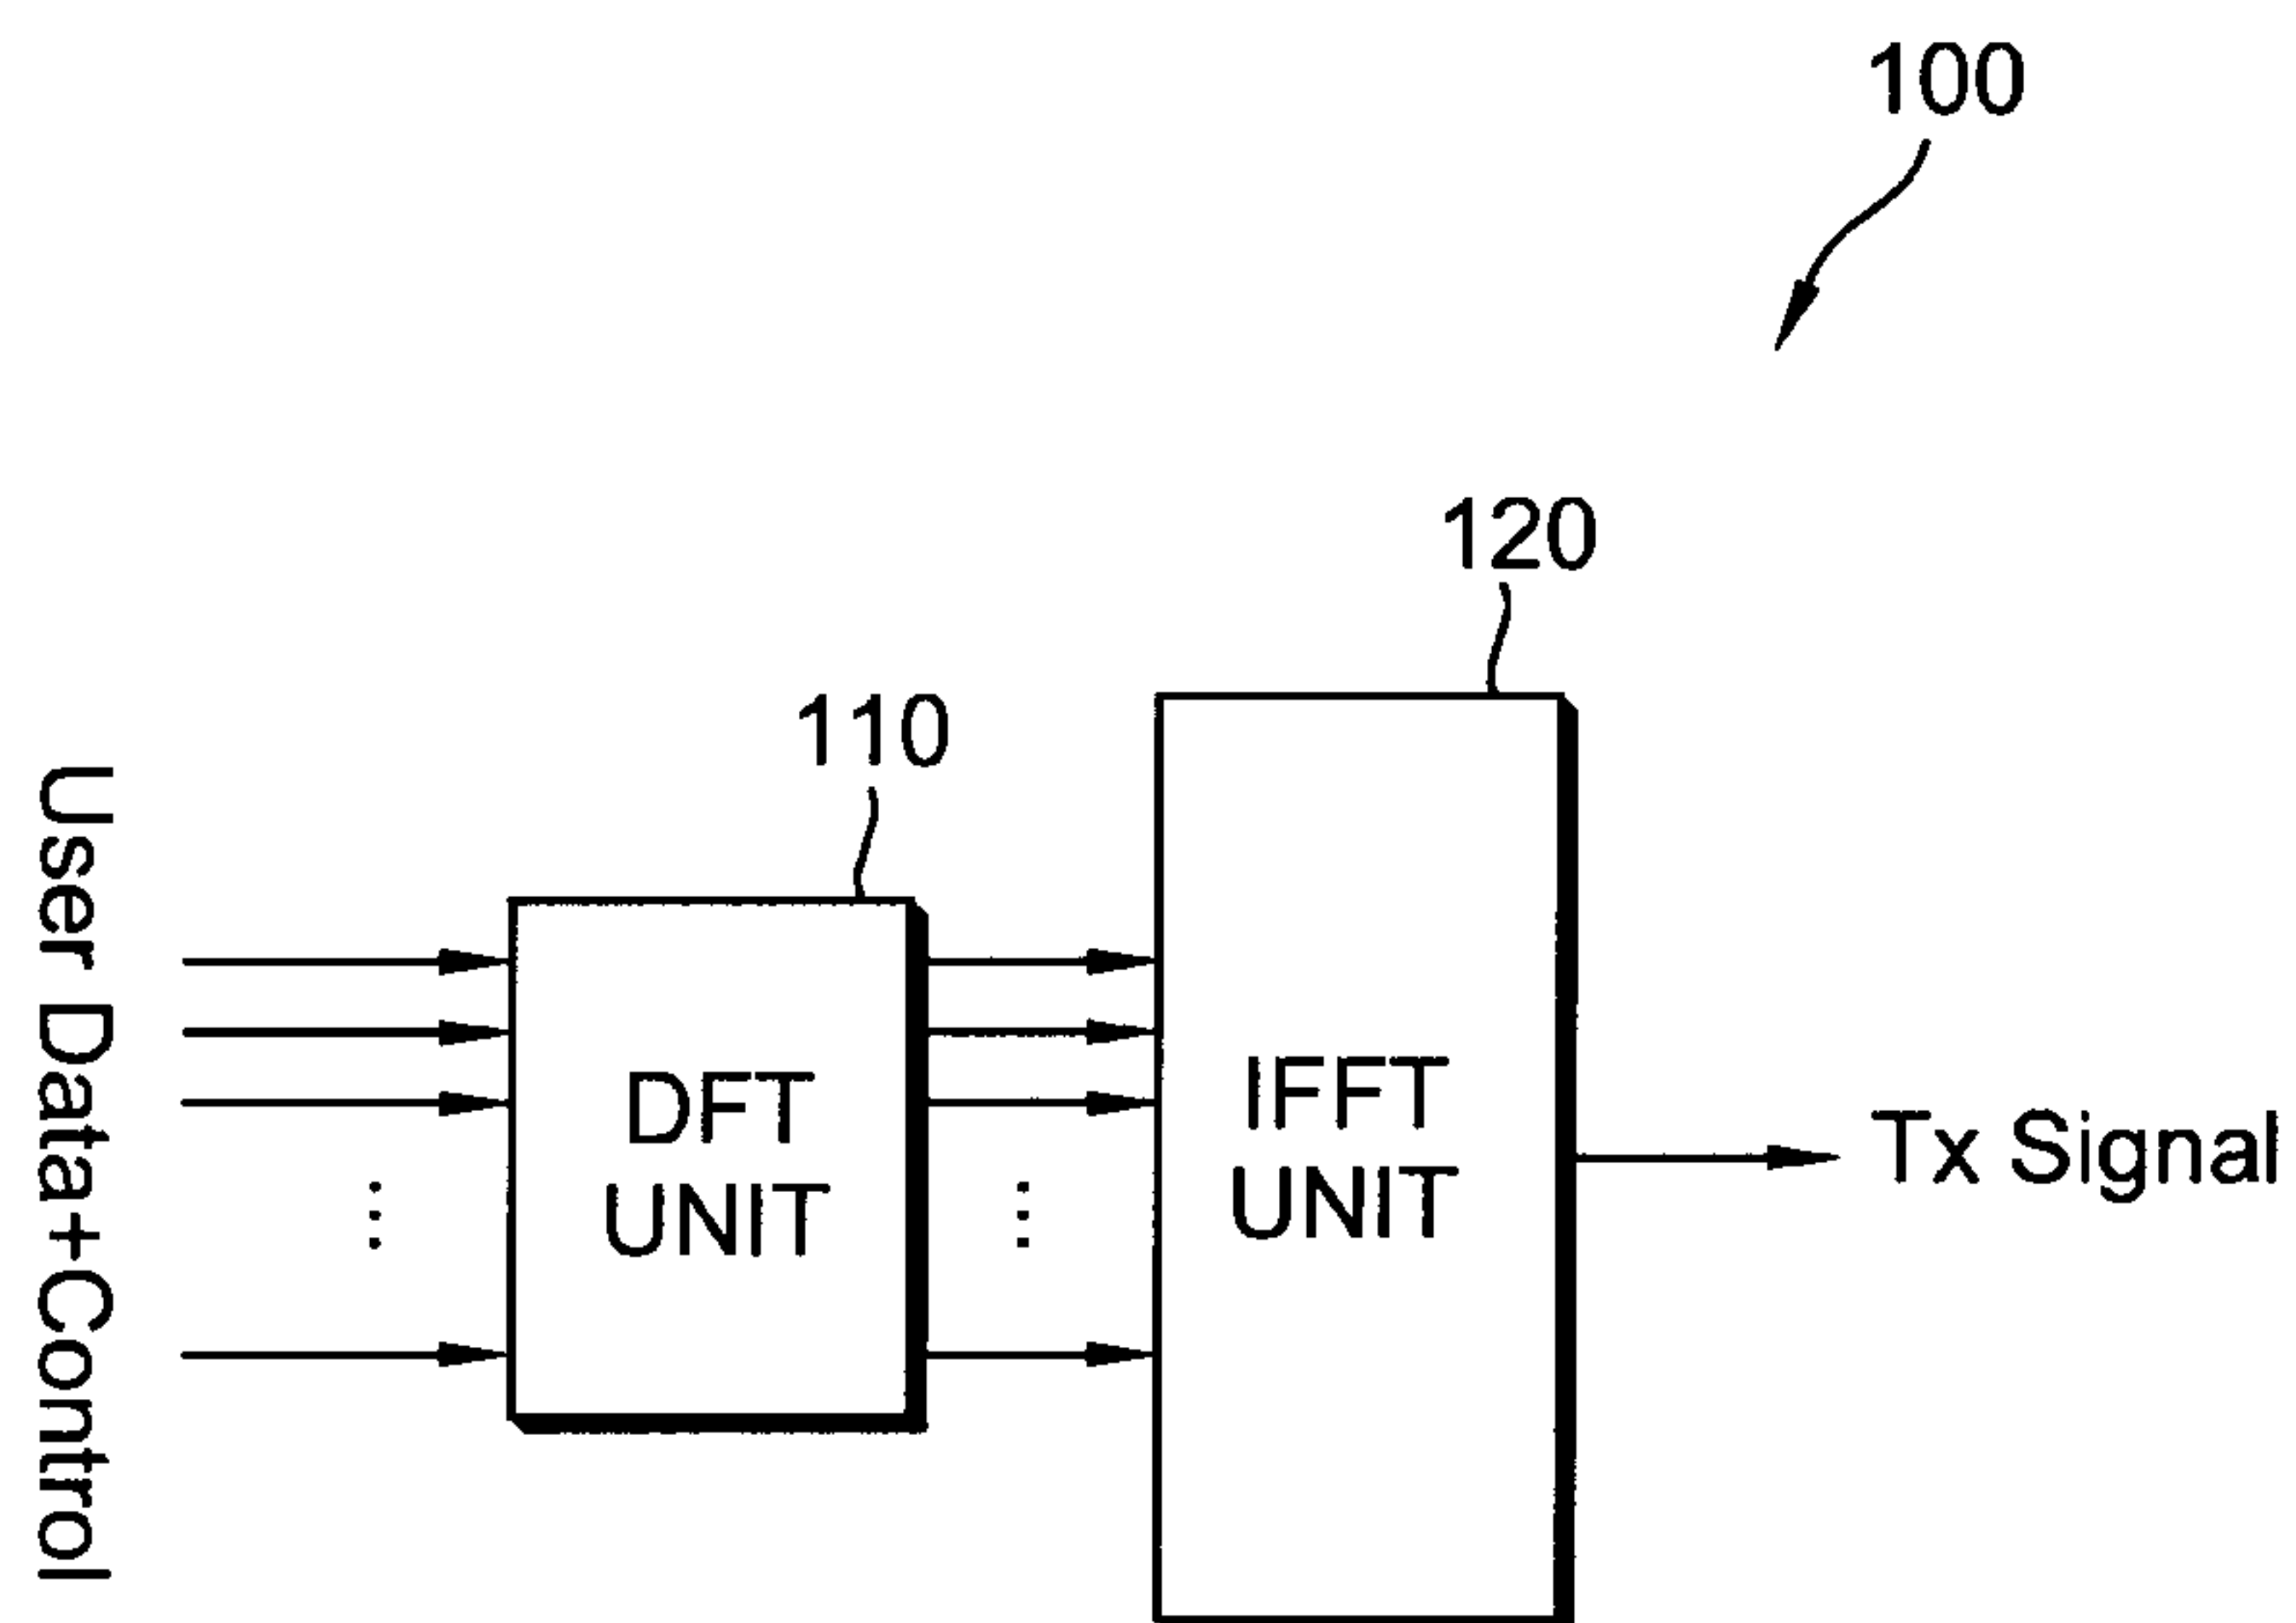 100
120
110
User Data+Control
DFT
UNIT
IFFT
UNIT
Tx Signal